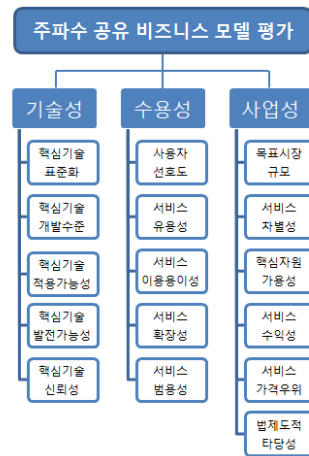 주파수 공유 비즈니스 모델 평가
기술성
핵심기술
표준화
핵심기술
개발수준
핵심기술
적용가능성
핵심기술
발전가능성
핵심기술
신뢰성
수용성
사용자
선호도
서비스
유용성
서비스
이용용이성
서비스
확장성
서비스
범용성
사업성
목표시장
규모
서비스
차별성
핵심자원
가용성
서비스
수익성
서비스
가격우위
법제도적
타당성